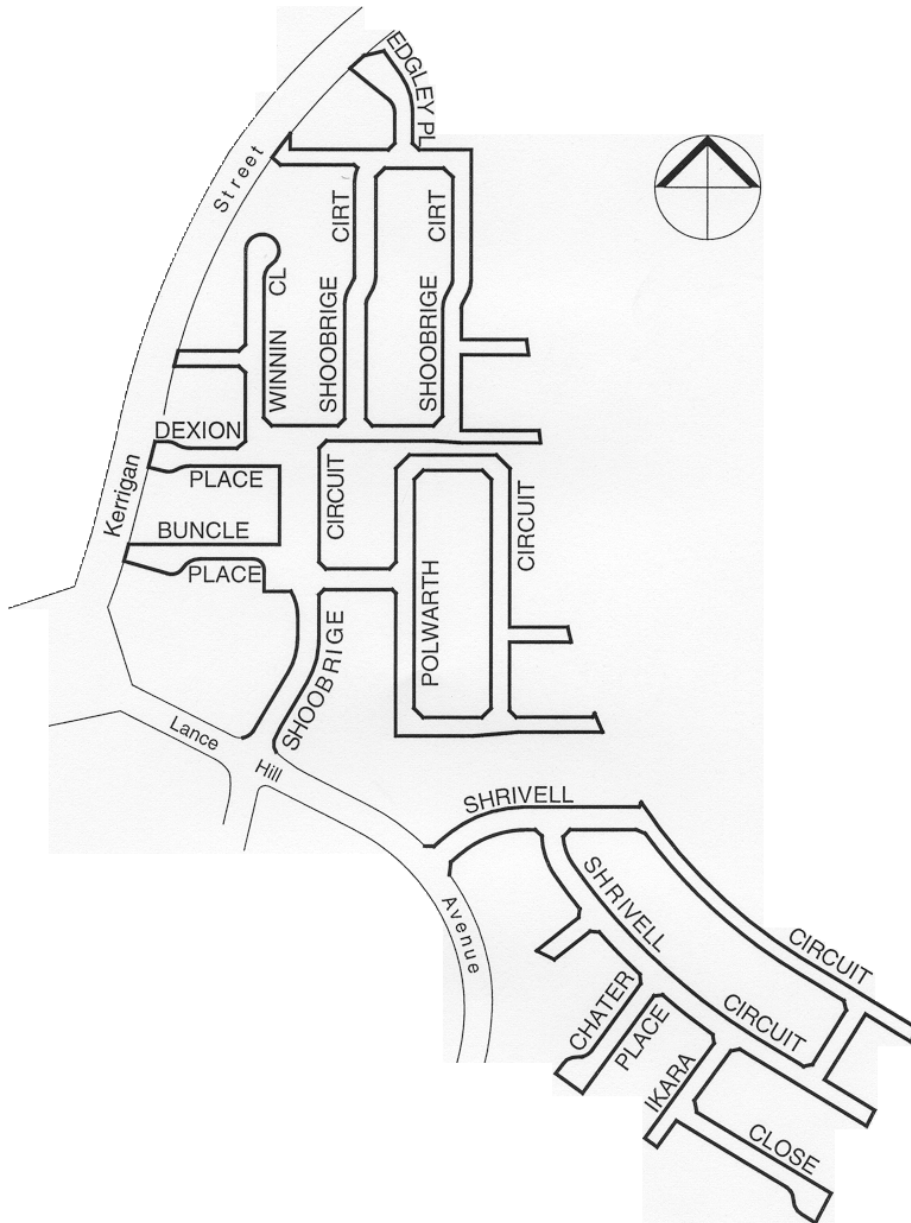 EDGLEY PL
Street
CIRT
CIRT
WINNIN CL
SHOOBRIGE
SHOOBRIGE
DEXION
PLACE
Kerrigan
CIRCUIT
CIRCUIT
BUNCLE
PLACE
POLWARTH
SHOOBRIGE
Lance
Hill
SHRIVELL
Avenue
SHRIVELL
CIRCUIT
CIRCUIT
CHATER
PLACE
IKARA
CLOSE